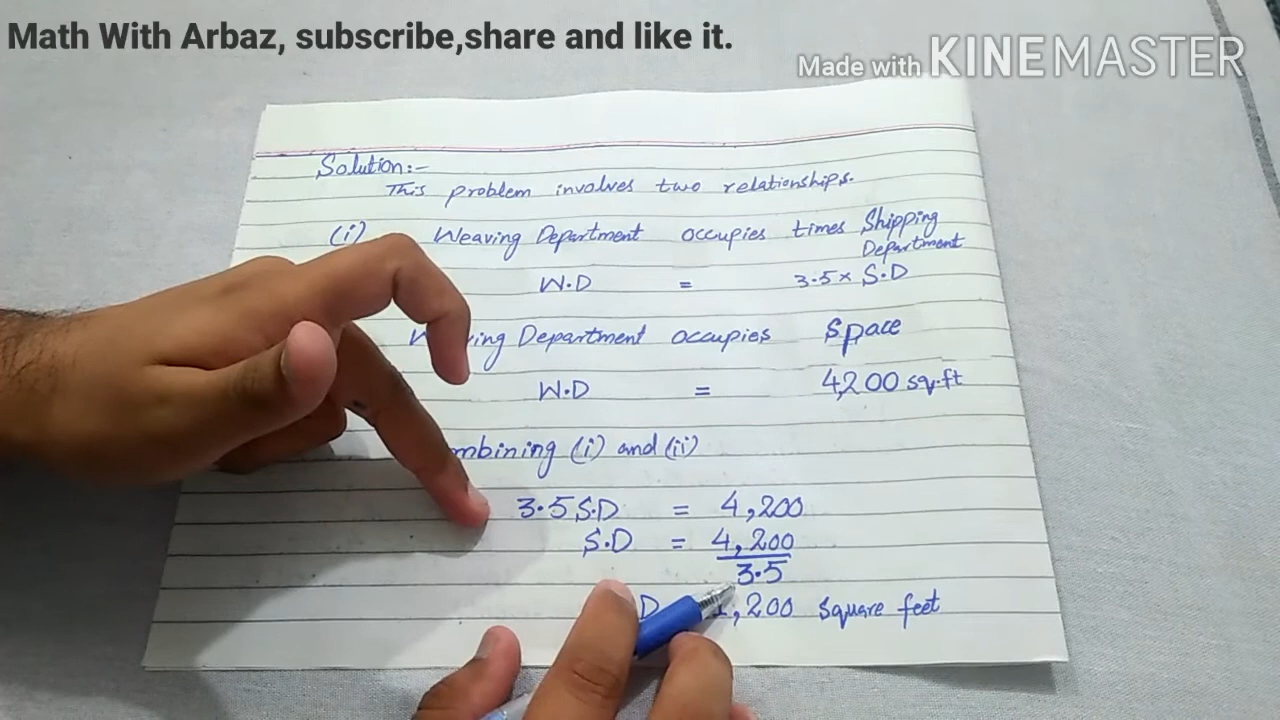 Math With Arbaz, subscribe,share and like it.
Made with KINEMASTER
Solution:-
This problem involves two relationships.
(i) Weaving Department occupies times Shipping Department
W.D = 3.5 x S.D
Department occupies Space
W.D = 4,200 sq.ft
(i) and (ii)
3.5 S.D = 4,200
S.D = 4,200
3.5
D 1,200 square feet